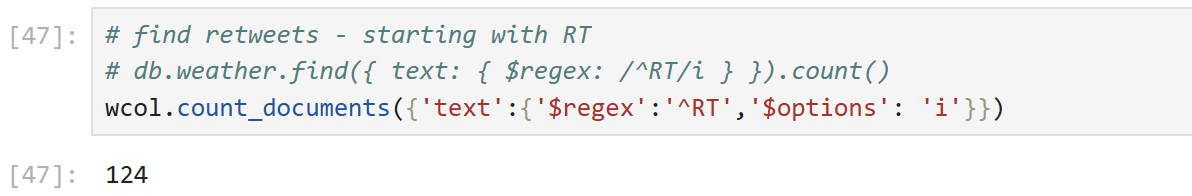 [47]: # find retweets - starting with RT
# db.weather.find({ text: { $regex: /^RT/i } }).count()
wcol.count_documents({'text':{'$regex':'^RT','$options': 'i'}})
[47]: 124